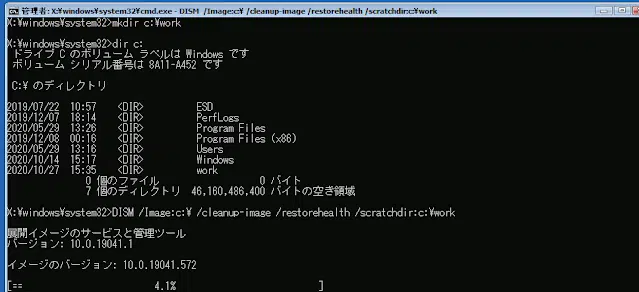 管理者: X:¥windows¥system32¥cmd.exe - DISM /Image:c:¥ /cleanup-image /restorehealth /scratchdir:c:¥work
X:¥windows¥system32>mkdir c:¥work
X:¥windows¥system32>dir c:
ドライブ C のボリューム ラベルは Windows です
ボリューム シリアル番号は 8A11-A452 です
C:¥ のディレクトリ
2019/07/22 10:57 <DIR> ESD
2019/12/07 18:14 <DIR> PerfLogs
2020/05/29 13:26 <DIR> Program Files
2019/12/08 00:16 <DIR> Program Files (x86)
2020/05/29 13:16 <DIR> Users
2020/10/14 15:17 <DIR> Windows
2020/10/27 15:35 <DIR> work
0 個のファイル 0 バイト
7 個のディレクトリ 46,160,486,400 バイトの空き領域
X:¥windows¥system32>DISM /Image:c:¥ /cleanup-image /restorehealth /scratchdir:c:¥work
展開イメージのサービスと管理ツール
バージョン: 10.0.19041.1
イメージのバージョン: 10.0.19041.572
[== 4.1% ]